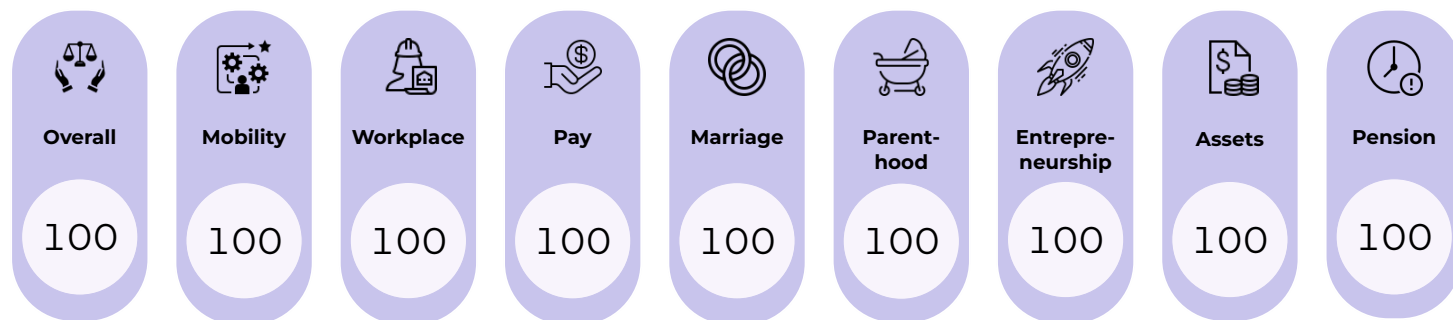 Overall
100
Mobility
100
Workplace
100
Pay
100
Marriage
100
Parent-
hood
100
Entrepre-
neurship
100
$
Assets
100
Pension
100